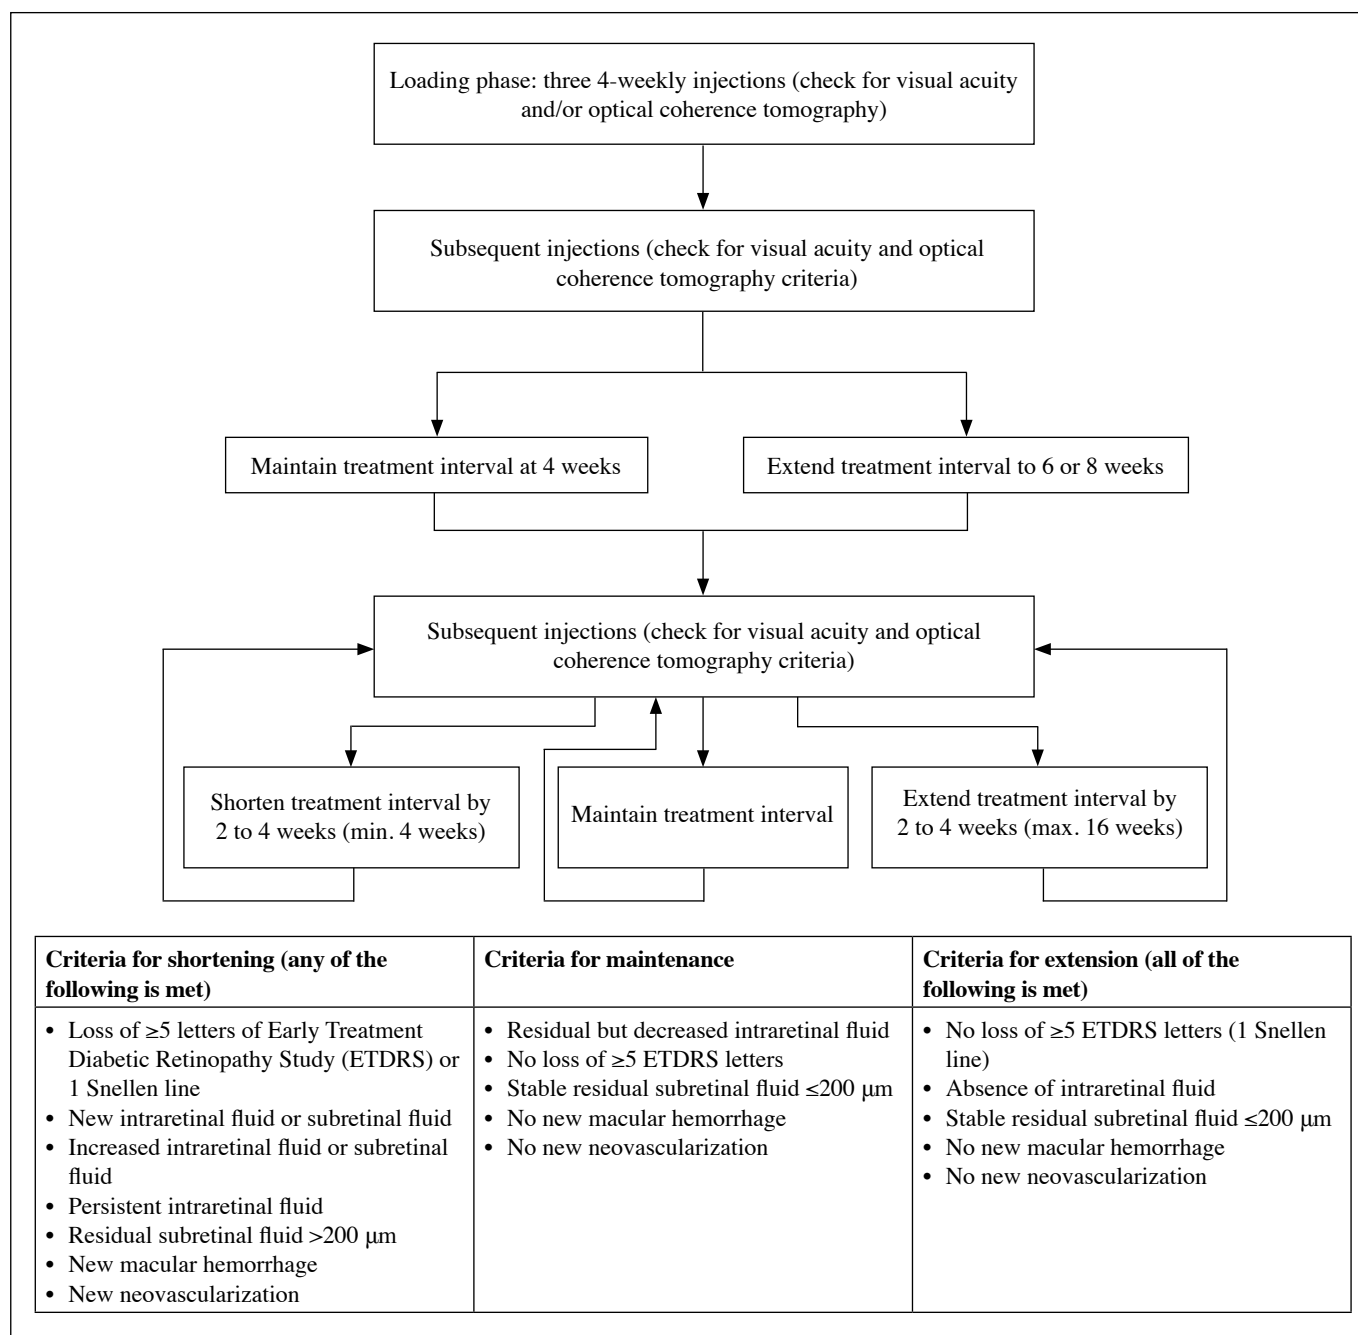 Loading phase: three 4-weekly injections (check for visual acuity
and/or optical coherence tomography)
Subsequent injections (check for visual acuity and optical
coherence tomography criteria)
Maintain treatment interval at 4 weeks
Extend treatment interval to 6 or 8 weeks
Subsequent injections (check for visual acuity and optical
coherence tomography criteria)
Shorten treatment interval by
2 to 4 weeks (min. 4 weeks)
Maintain treatment interval
Extend treatment interval by
2 to 4 weeks (max. 16 weeks)
Criteria for shortening (any of the
following is met)
• Loss of ≥5 letters of Early Treatment
Diabetic Retinopathy Study (ETDRS) or
1 Snellen line
• New intraretinal fluid or subretinal fluid
• Increased intraretinal fluid or subretinal
fluid
• Persistent intraretinal fluid
• Residual subretinal fluid >200 μm
• New macular hemorrhage
• New neovascularization
Criteria for maintenance
• Residual but decreased intraretinal fluid
• No loss of ≥5 ETDRS letters
• Stable residual subretinal fluid ≤200 μm
• No new macular hemorrhage
• No new neovascularization
Criteria for extension (all of the
following is met)
• No loss of ≥5 ETDRS letters (1 Snellen
line)
• Absence of intraretinal fluid
• Stable residual subretinal fluid ≤200 μm
• No new macular hemorrhage
• No new neovascularization